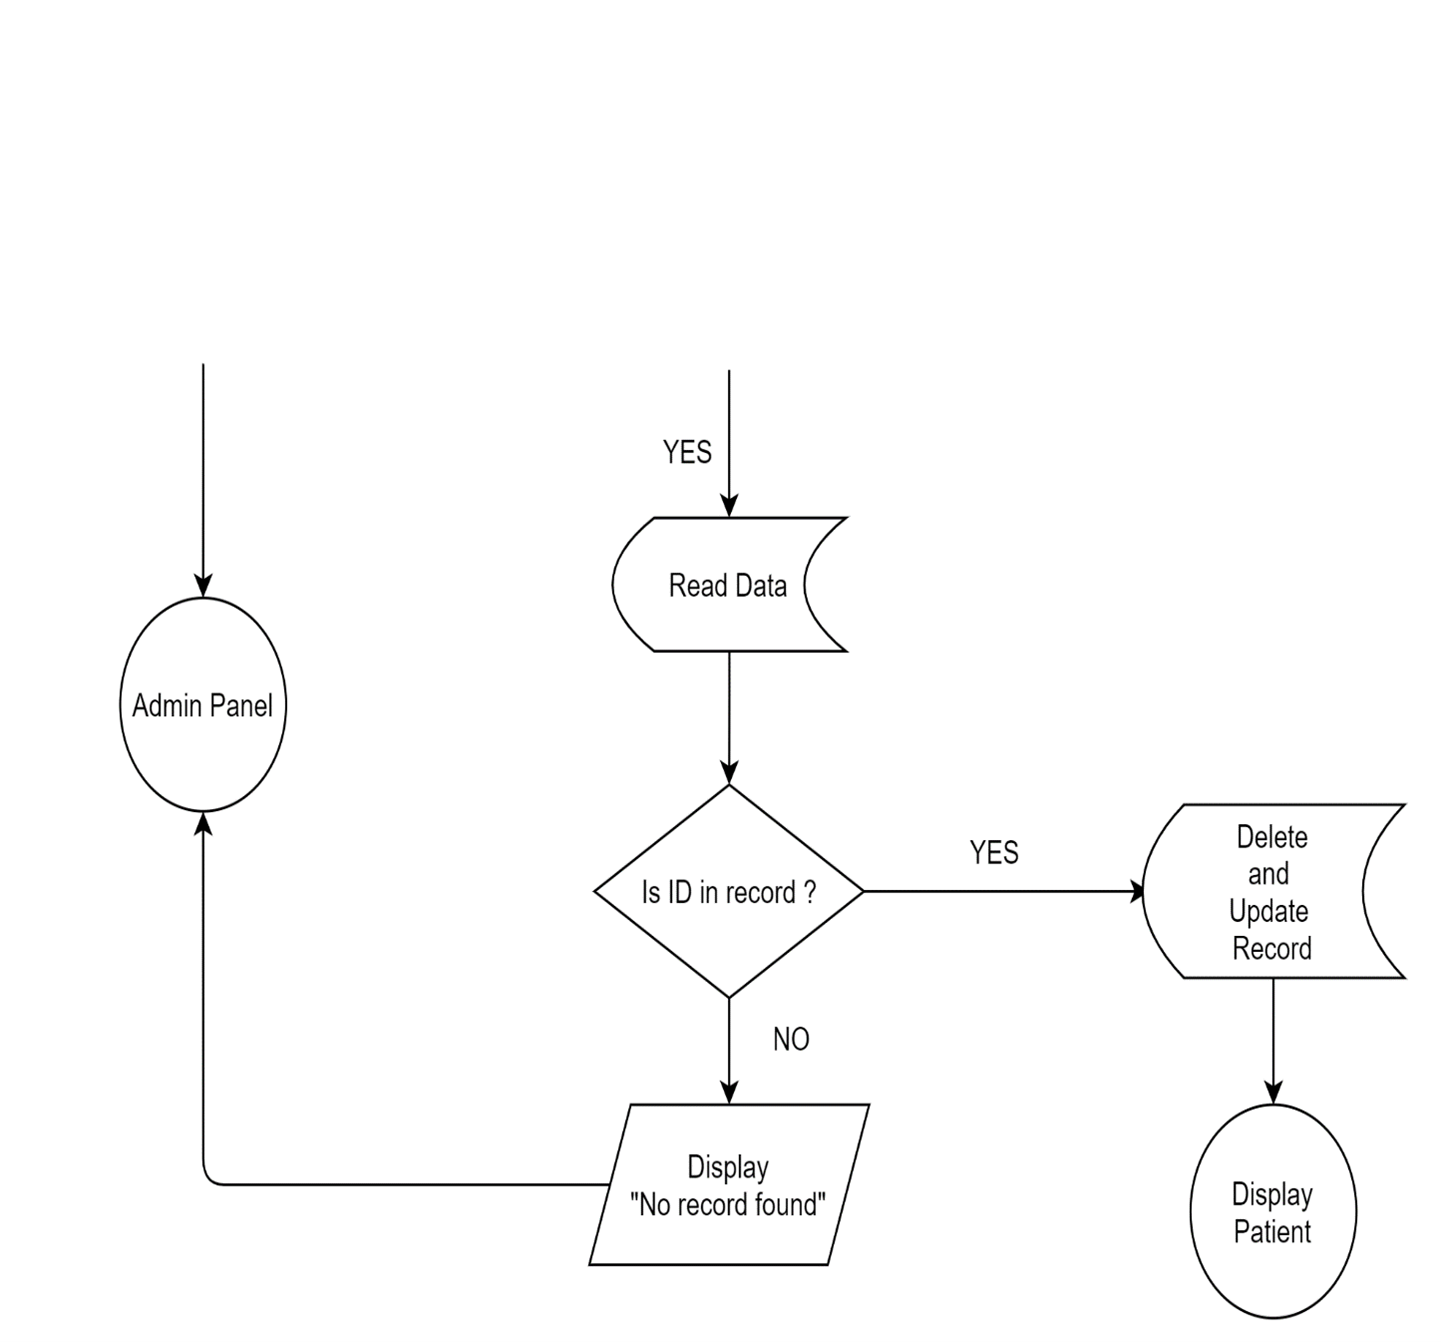 YES
Read Data
Admin Panel
Is ID in record ?
YES
Delete
and
Update
Record
NO
Display
"No record found"
Display
Patient